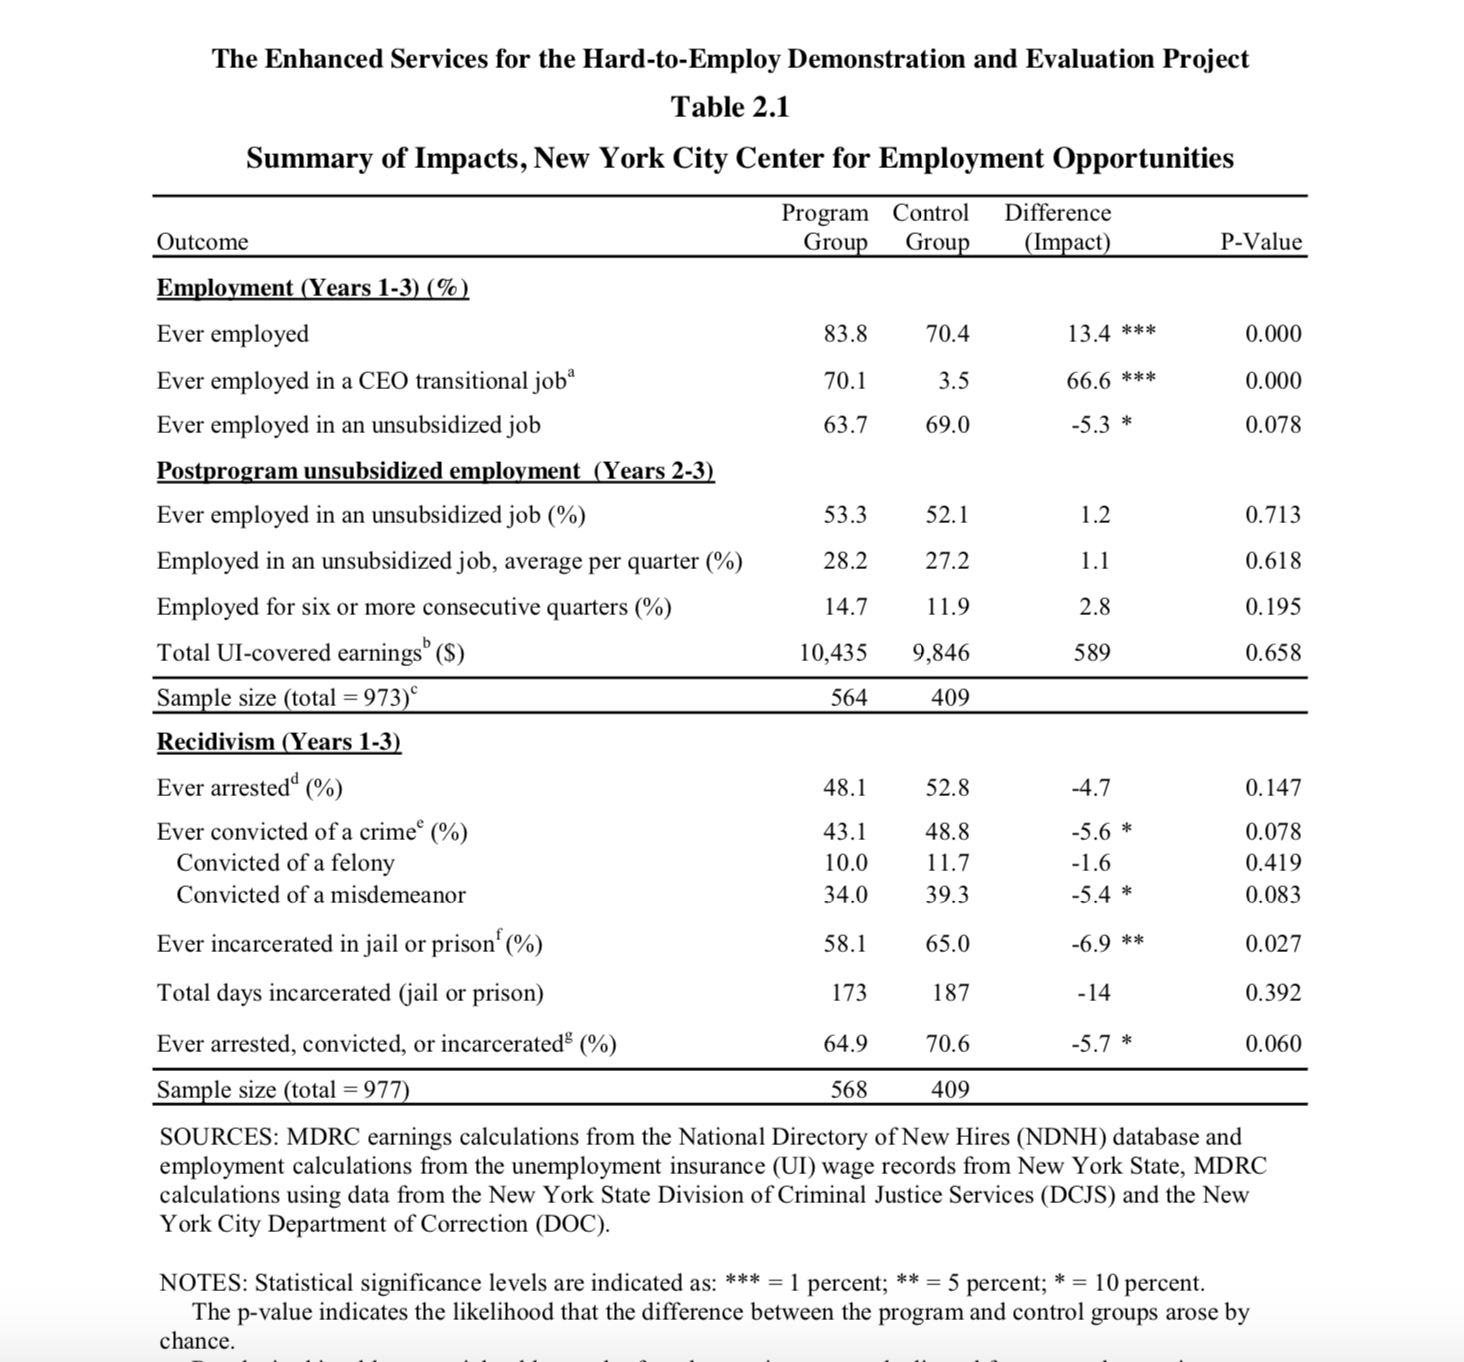 The Enhanced Services for the Hard-to-Employ Demonstration and Evaluation Project
Table 2.1
Summary of Impacts, New York City Center for Employment Opportunities
Program Control Difference
Outcome Group Group (Impact) P-Value
Employment (Years 1-3) (%)
Ever employed 83.8 70.4 13.4 *** 0.000
Ever employed in a CEO transitional jobᵃ 70.1 3.5 66.6 *** 0.000
Ever employed in an unsubsidized job 63.7 69.0 -5.3 * 0.078
Postprogram unsubsidized employment (Years 2-3)
Ever employed in an unsubsidized job (%) 53.3 52.1 1.2 0.713
Employed in an unsubsidized job, average per quarter (%) 28.2 27.2 1.1 0.618
Employed for six or more consecutive quarters (%) 14.7 11.9 2.8 0.195
Total UI-covered earningsᵇ ($) 10,435 9,846 589 0.658
Sample size (total = 973)ᶜ 564 409
Recidivism (Years 1-3)
Ever arrestedᵈ (%) 48.1 52.8 -4.7 0.147
Ever convicted of a crimeᵉ (%) 43.1 48.8 -5.6 * 0.078
Convicted of a felony 10.0 11.7 -1.6 0.419
Convicted of a misdemeanor 34.0 39.3 -5.4 * 0.083
Ever incarcerated in jail or prisonᶠ (%) 58.1 65.0 -6.9 ** 0.027
Total days incarcerated (jail or prison) 173 187 -14 0.392
Ever arrested, convicted, or incarceratedᵍ (%) 64.9 70.6 -5.7 * 0.060
Sample size (total = 977) 568 409
SOURCES: MDRC earnings calculations from the National Directory of New Hires (NDNH) database and
employment calculations from the unemployment insurance (UI) wage records from New York State, MDRC
calculations using data from the New York State Division of Criminal Justice Services (DCJS) and the New
York City Department of Correction (DOC).
NOTES: Statistical significance levels are indicated as: *** = 1 percent; ** = 5 percent; * = 10 percent.
The p-value indicates the likelihood that the difference between the program and control groups arose by
chance.